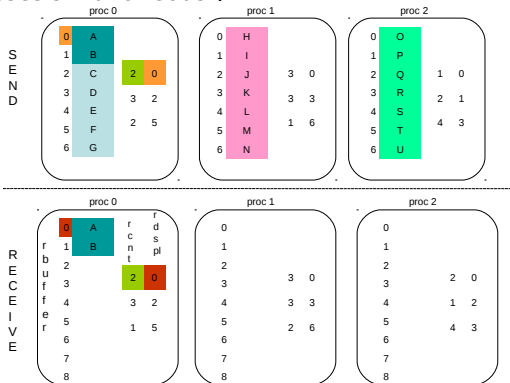 proc 0 proc 1 proc 2
SEND
0 A 0 H 0 O
1 B 1 I 1 P
2 C 2 0 2 J 3 0 2 Q 1 0
3 D 3 2 3 K 3 3 3 R 2 1
4 E 4 L 4 S
5 F 2 5 5 M 1 6 5 T 4 3
6 G 6 N 6 U
proc 0 proc 1 proc 2
RECEIVE
rbuffer
rcnt
rdspl
0 A 0 0
1 B 1 1
2 2 2
3 2 0 3 3 0 3 2 0
4 3 2 4 3 3 4 1 2
5 1 5 5 2 6 5 4 3
6 6 6
7 7 7
8 8 8